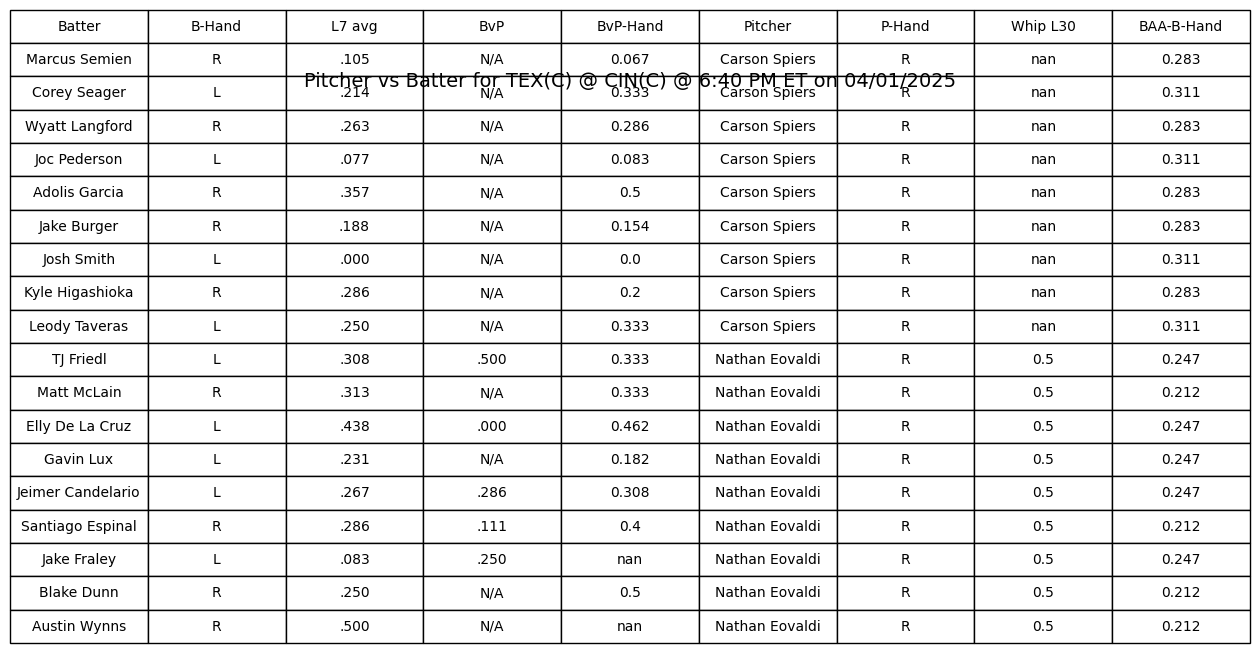 Batter B-Hand L7 avg BvP BvP-Hand Pitcher P-Hand Whip L30 BAA-B-Hand
Marcus Semien R .105 N/A 0.067 Carson Spiers R nan 0.283
Pitcher vs Batter for TEX(C) @ CIN(C) @ 6:40 PM ET on 04/01/2025
Corey Seager L .214 N/A 0.333 Carson Spiers R nan 0.311
Wyatt Langford R .263 N/A 0.286 Carson Spiers R nan 0.283
Joc Pederson L .077 N/A 0.083 Carson Spiers R nan 0.311
Adolis Garcia R .357 N/A 0.5 Carson Spiers R nan 0.283
Jake Burger R .188 N/A 0.154 Carson Spiers R nan 0.283
Josh Smith L .000 N/A 0.0 Carson Spiers R nan 0.311
Kyle Higashioka R .286 N/A 0.2 Carson Spiers R nan 0.283
Leody Taveras L .250 N/A 0.333 Carson Spiers R nan 0.311
TJ Friedl L .308 .500 0.333 Nathan Eovaldi R 0.5 0.247
Matt McLain R .313 N/A 0.333 Nathan Eovaldi R 0.5 0.212
Elly De La Cruz L .438 .000 0.462 Nathan Eovaldi R 0.5 0.247
Gavin Lux L .231 N/A 0.182 Nathan Eovaldi R 0.5 0.247
Jeimer Candelario L .267 .286 0.308 Nathan Eovaldi R 0.5 0.247
Santiago Espinal R .286 .111 0.4 Nathan Eovaldi R 0.5 0.212
Jake Fraley L .083 .250 nan Nathan Eovaldi R 0.5 0.247
Blake Dunn R .250 N/A 0.5 Nathan Eovaldi R 0.5 0.212
Austin Wynns R .500 N/A nan Nathan Eovaldi R 0.5 0.212